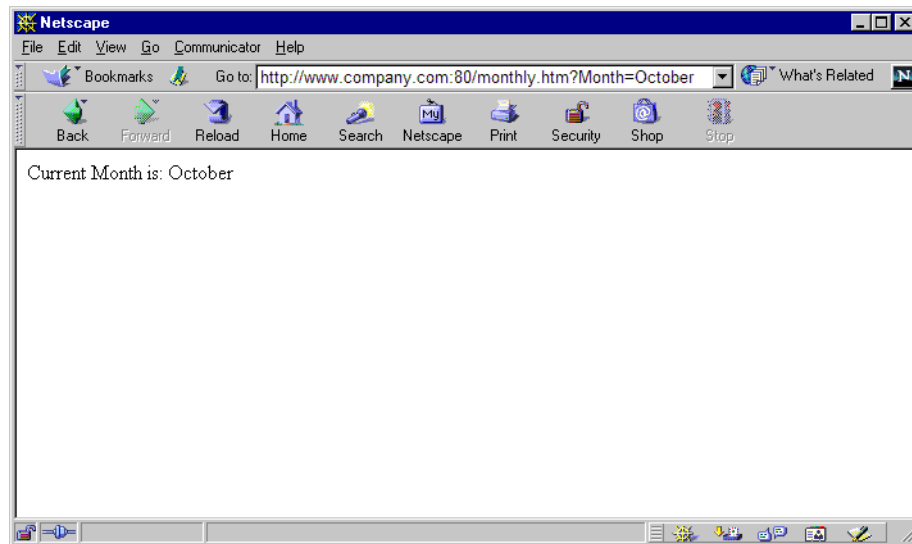 Netscape
File Edit View Go Communicator Help
Bookmarks Go to: http://www.company.com:80/monthly.htm?Month=October What's Related N
Back Forward Reload Home Search Netscape Print Security Shop Stop
My
Current Month is: October